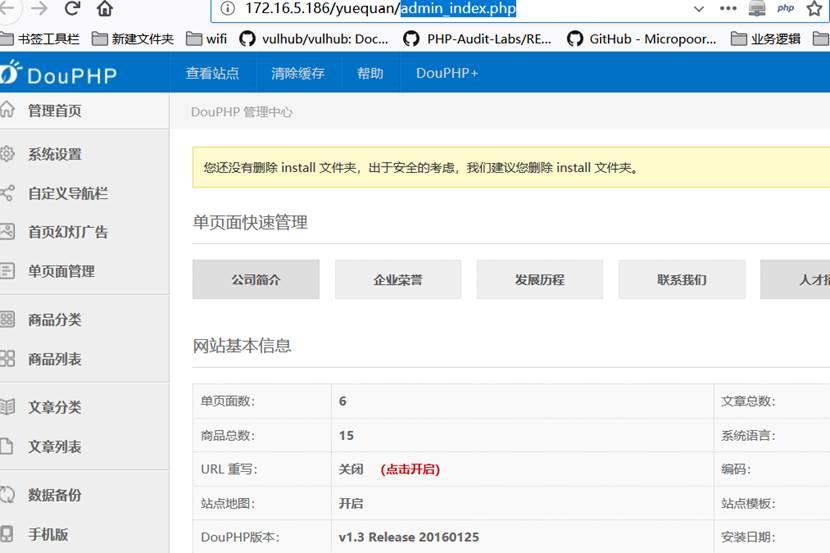 172.16.5.186/yuequan/admin_index.php
php
书签工具栏 新建文件夹 wifi vulhub/vulhub: Doc... PHP-Audit-Labs/RE... GitHub - Micropoor... 业务逻辑
DouPHP 查看站点 清除缓存 帮助 DouPHP+
管理首页
DouPHP 管理中心
系统设置
自定义导航栏
首页幻灯广告
单页面管理
商品分类
商品列表
文章分类
文章列表
数据备份
手机版
您还没有删除 install 文件夹，出于安全的考虑，我们建议您删除 install 文件夹。
单页面快速管理
公司简介 企业荣誉 发展历程 联系我们 人才招
网站基本信息
单页面数： 6 文章总数：
商品总数： 15 系统语言：
URL 重写： 关闭 (点击开启) 编码：
站点地图： 开启 站点模板：
DouPHP版本： v1.3 Release 20160125 安装日期：